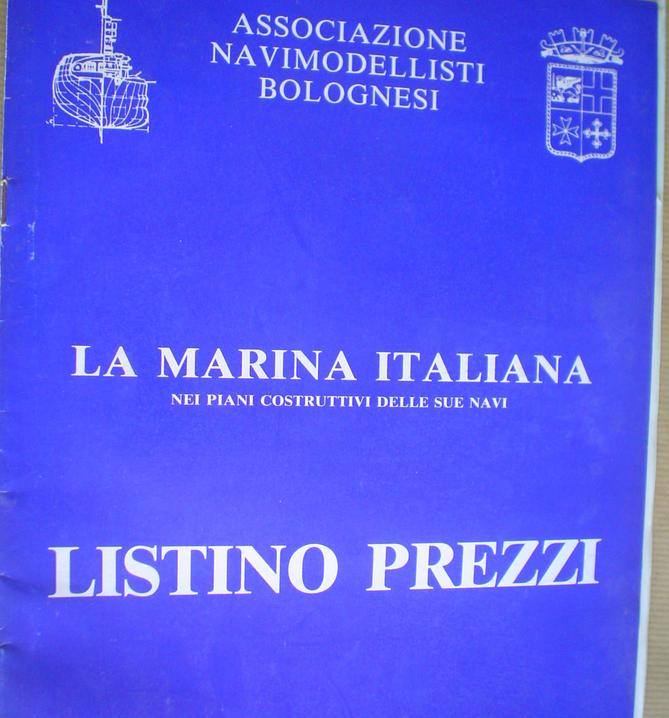 ASSOCIAZIONE
NAVIMODELLISTI
BOLOGNESI
LA MARINA ITALIANA
NEI PIANI COSTRUTTIVI DELLE SUE NAVI
LISTINO PREZZI